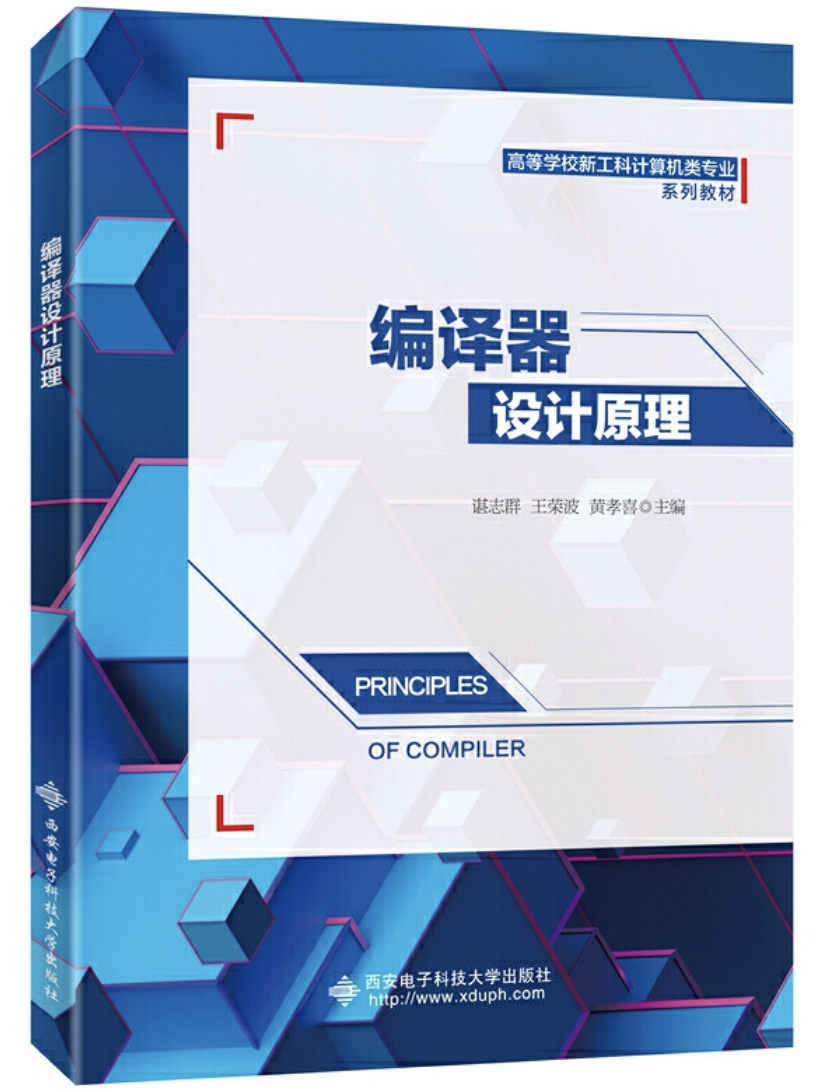 高等学校新工科计算机类专业
系列教材
编译器
设计原理
谌志群 王荣波 黄孝喜◎主编
PRINCIPLES
OF COMPILER
西安电子科技大学出版社
http://www.xduph.com
编译器设计原理
西安电子科技大学出版社